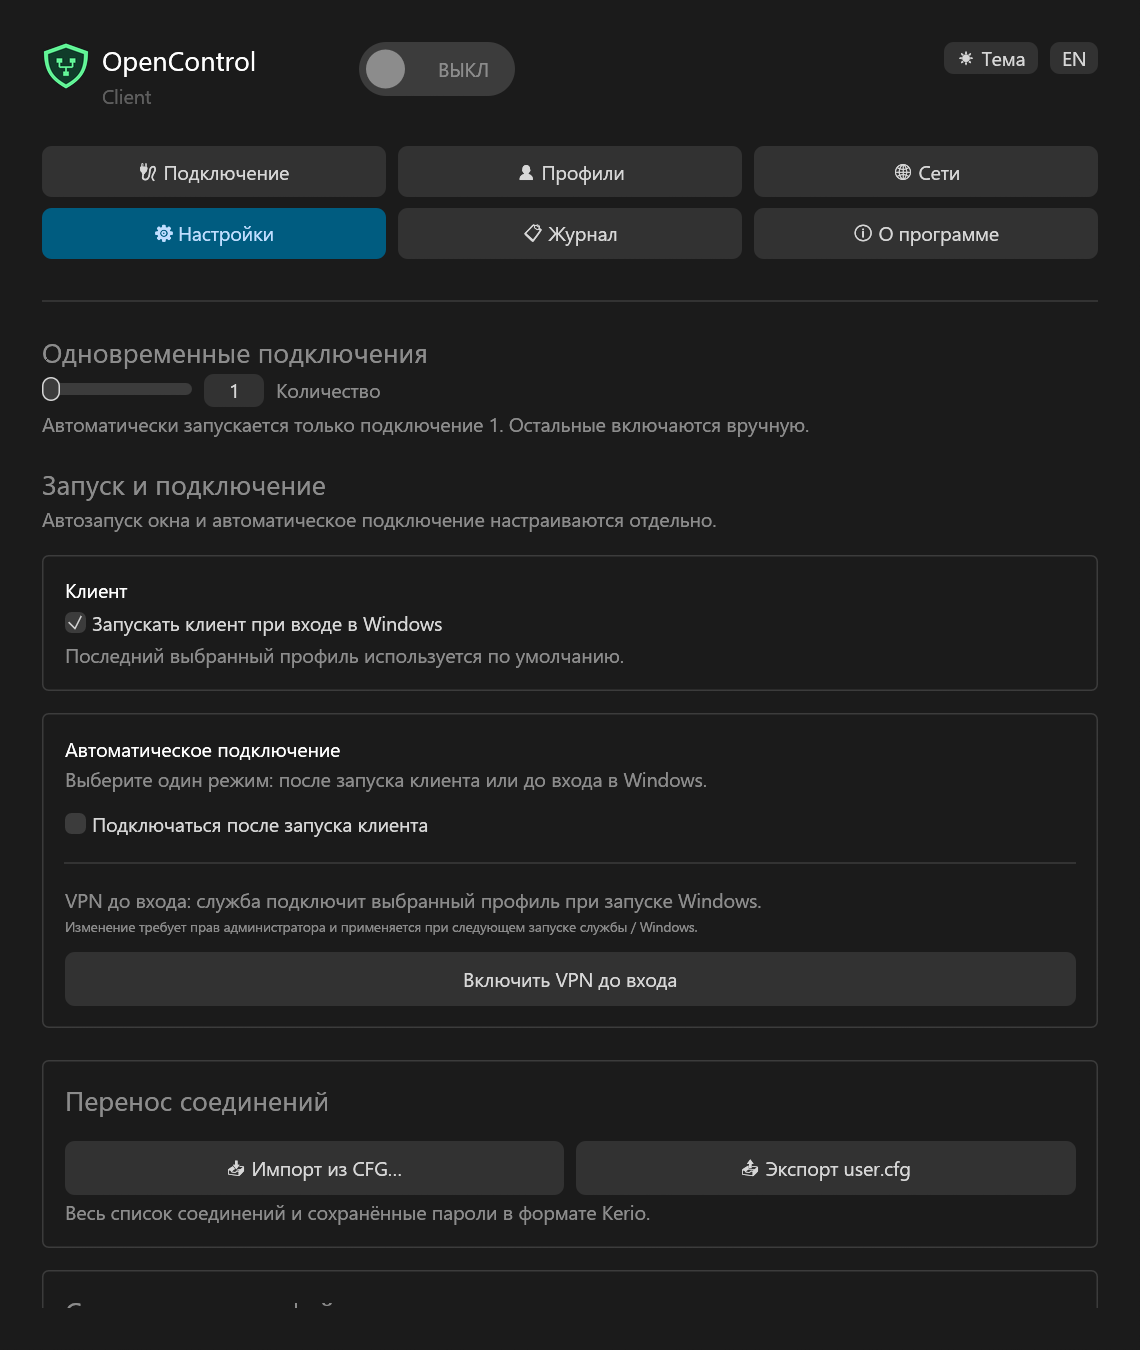 OpenControl
Client
ВЫКЛ
Тема
EN
Подключение
Профили
Сети
Настройки
Журнал
О программе
Одновременные подключения
1
Количество
Автоматически запускается только подключение 1. Остальные включаются вручную.
Запуск и подключение
Автозапуск окна и автоматическое подключение настраиваются отдельно.
Клиент
Запускать клиент при входе в Windows
Последний выбранный профиль используется по умолчанию.
Автоматическое подключение
Выберите один режим: после запуска клиента или до входа в Windows.
Подключаться после запуска клиента
VPN до входа: служба подключит выбранный профиль при запуске Windows.
Изменение требует прав администратора и применяется при следующем запуске службы / Windows.
Включить VPN до входа
Перенос соединений
Импорт из CFG...
Экспорт user.cfg
Весь список соединений и сохранённые пароли в формате Kerio.